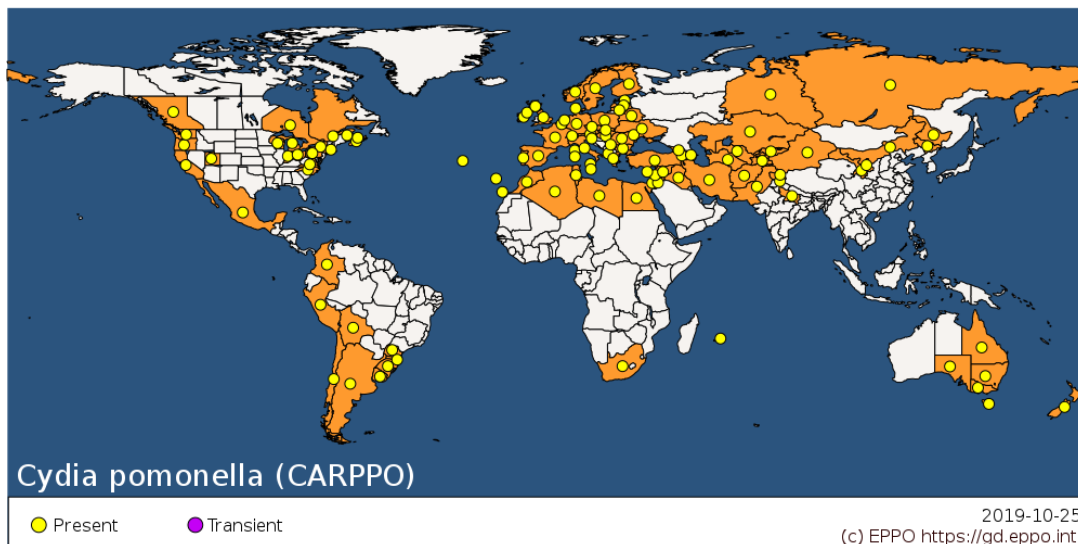 Cydia pomonella (CARPPO)
Present
Transient
2019-10-25
(c) EPPO https://gd.eppo.int